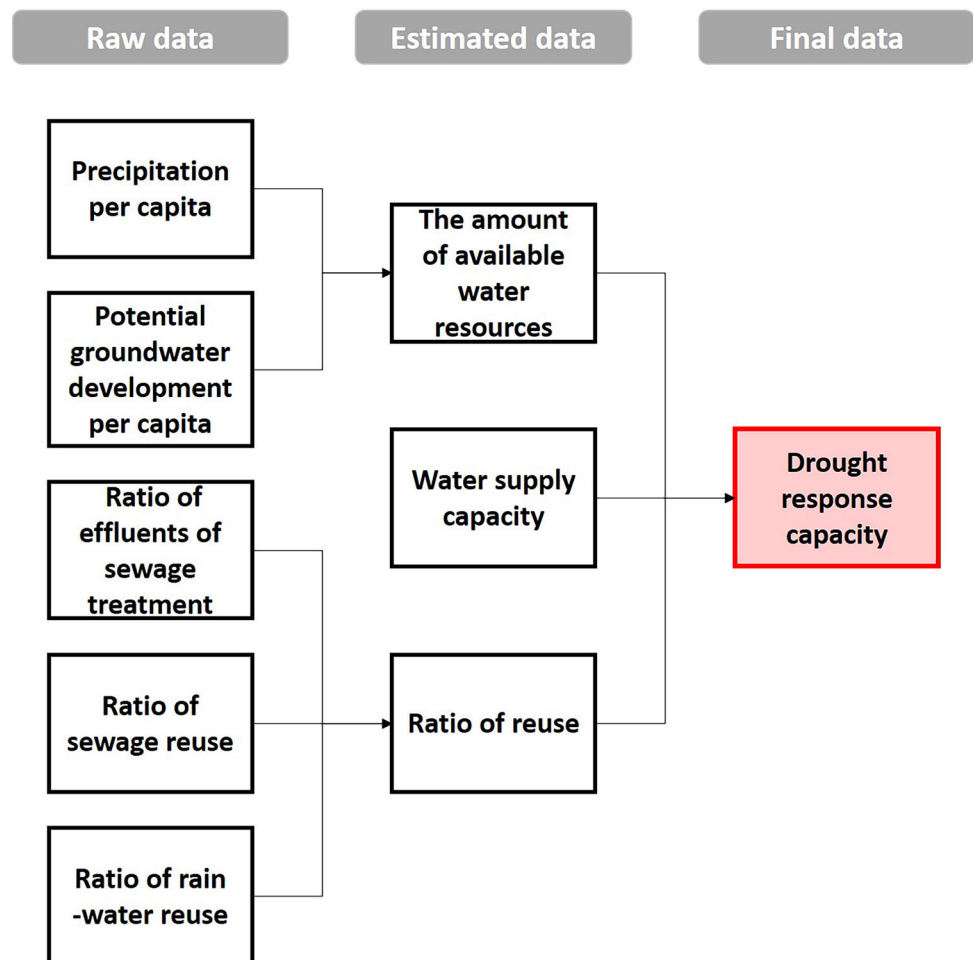 Raw data
Estimated data
Final data
Precipitation
per capita
Potential
groundwater
development
per capita
Ratio of
effluents of
sewage
treatment
Ratio of
sewage reuse
Ratio of rain
-water reuse
The amount
of available
water
resources
Water supply
capacity
Ratio of reuse
Drought
response
capacity